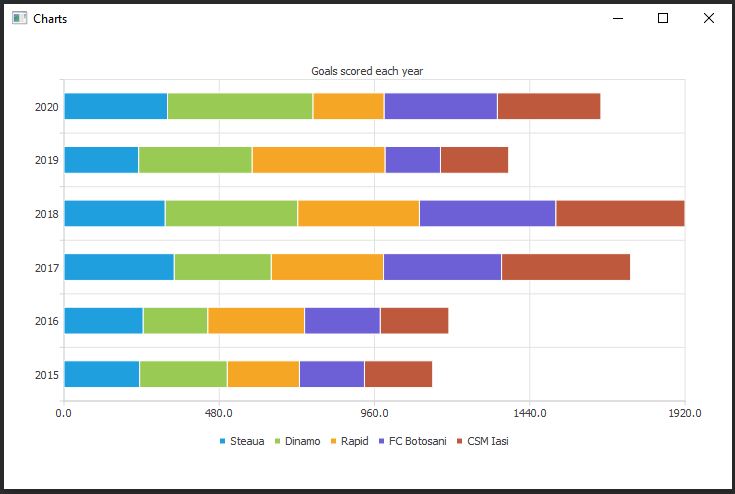 Charts
Goals scored each year
2020
2019
2018
2017
2016
2015
0.0 480.0 960.0 1440.0 1920.0
Steaua Dinamo Rapid FC Botosani CSM Iasi